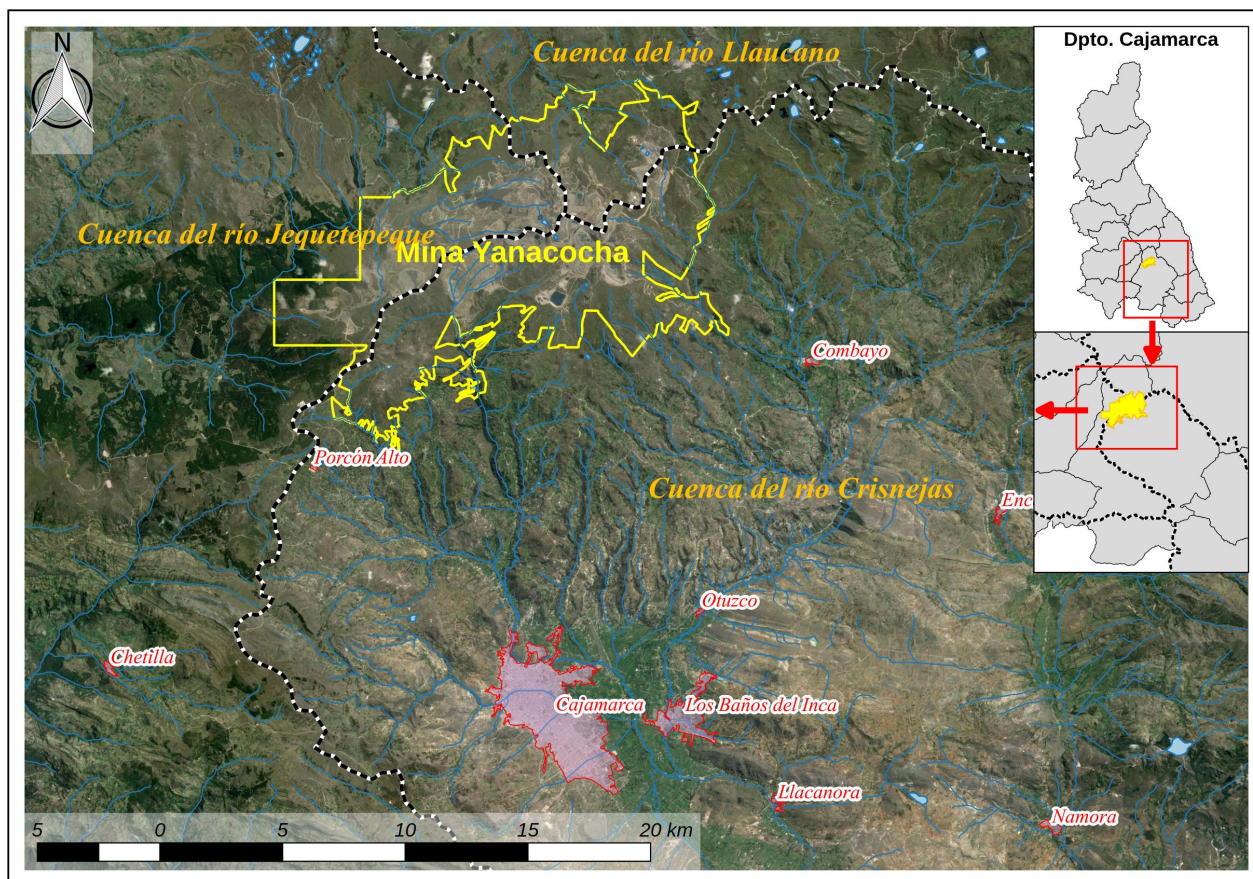 N
Cuenca del río Llaucano
Dpto. Cajamarca
Cuenca del río Jequetepeque
Mina Yanacocha
Combayo
Porcón Alto
Cuenca del río Crisnejas
Enc
Otuzco
Chetilla
Cajamarca
Los Baños del Inca
Llacanora
Namora
5 0 5 10 15 20 km